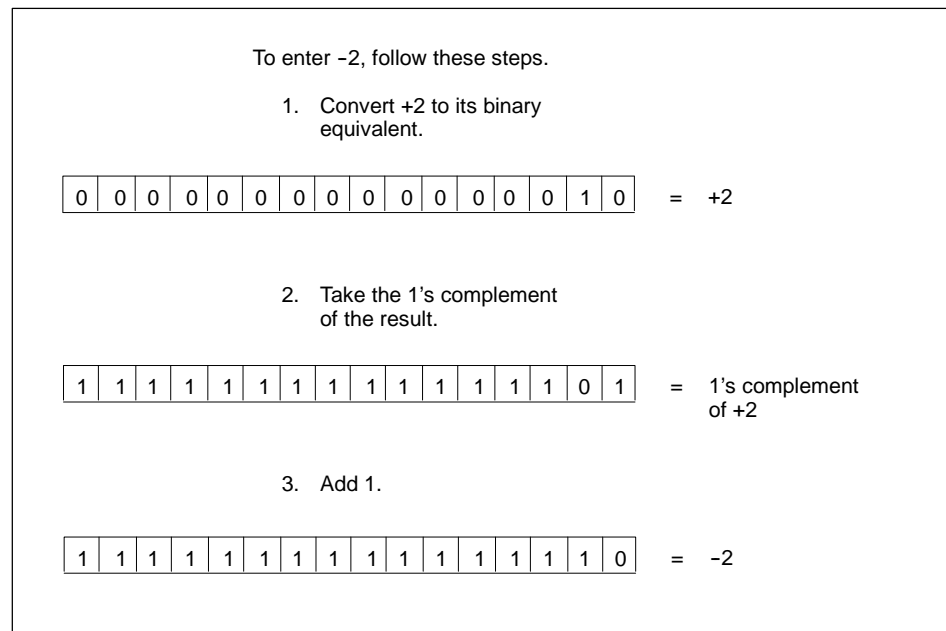 To enter –2, follow these steps.
1. Convert +2 to its binary
equivalent.
0 0 0 0 0 0 0 0 0 0 0 0 0 0 1 0 = +2
2. Take the 1’s complement
of the result.
1 1 1 1 1 1 1 1 1 1 1 1 1 1 0 1 = 1’s complement
of +2
3. Add 1.
1 1 1 1 1 1 1 1 1 1 1 1 1 1 1 0 = –2